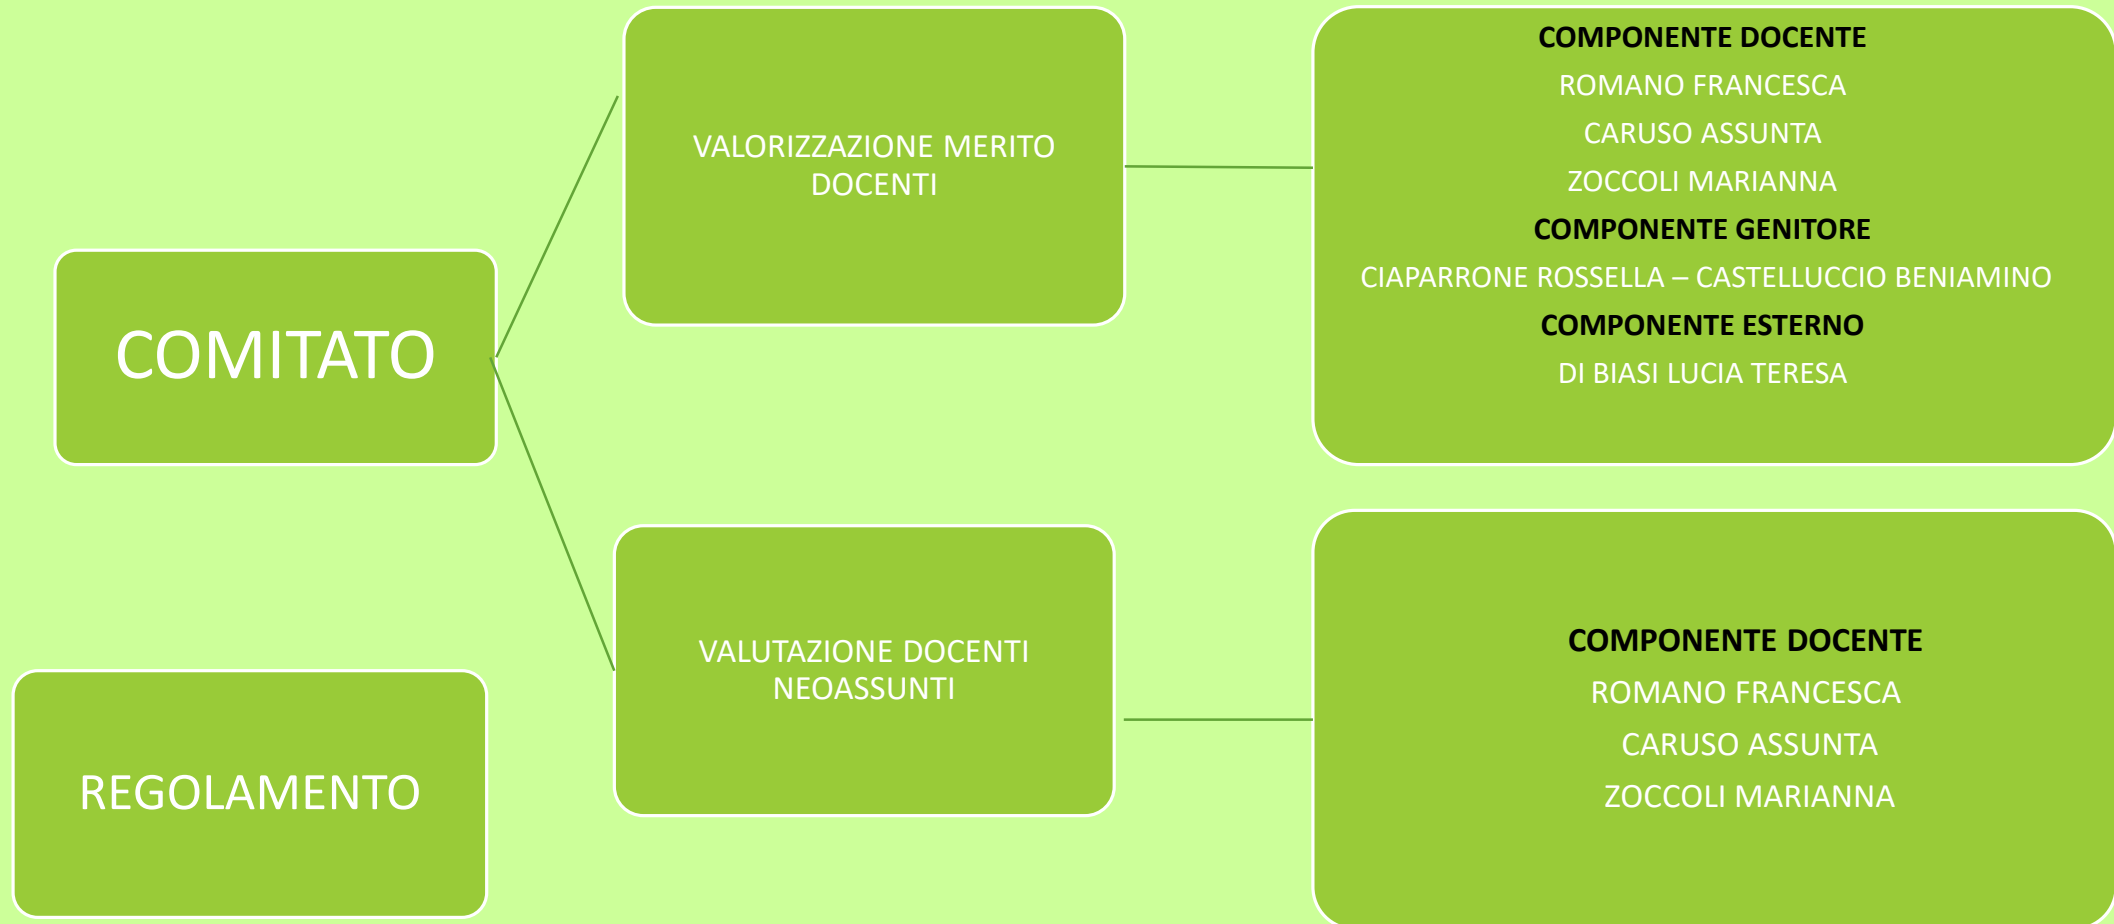 COMITATO
VALORIZZAZIONE MERITO
DOCENTI
COMPONENTE DOCENTE
ROMANO FRANCESCA
CARUSO ASSUNTA
ZOCCOLI MARIANNA
COMPONENTE GENITORE
CIAPARRONE ROSSELLA – CASTELLUCCIO BENIAMINO
COMPONENTE ESTERNO
DI BIASI LUCIA TERESA
VALUTAZIONE DOCENTI
NEOASSUNTI
COMPONENTE DOCENTE
ROMANO FRANCESCA
CARUSO ASSUNTA
ZOCCOLI MARIANNA
REGOLAMENTO